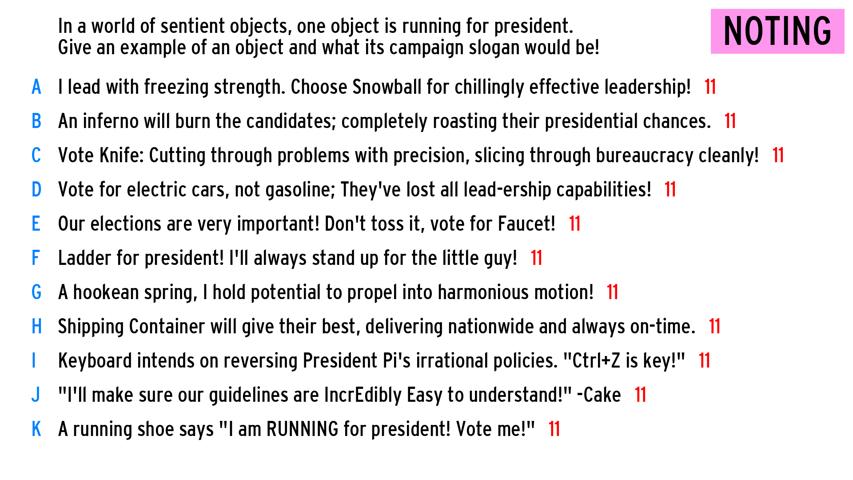 In a world of sentient objects, one object is running for president.
Give an example of an object and what its campaign slogan would be!
NOTING
A I lead with freezing strength. Choose Snowball for chillingly effective leadership! 11
B An inferno will burn the candidates; completely roasting their presidential chances. 11
C Vote Knife: Cutting through problems with precision, slicing through bureaucracy cleanly! 11
D Vote for electric cars, not gasoline; They've lost all lead-ership capabilities! 11
E Our elections are very important! Don't toss it, vote for Faucet! 11
F Ladder for president! I'll always stand up for the little guy! 11
G A hookean spring, I hold potential to propel into harmonious motion! 11
H Shipping Container will give their best, delivering nationwide and always on-time. 11
I Keyboard intends on reversing President Pi's irrational policies. "Ctrl+Z is key!" 11
J "I'll make sure our guidelines are IncrEdibly Easy to understand!" -Cake 11
K A running shoe says "I am RUNNING for president! Vote me!" 11